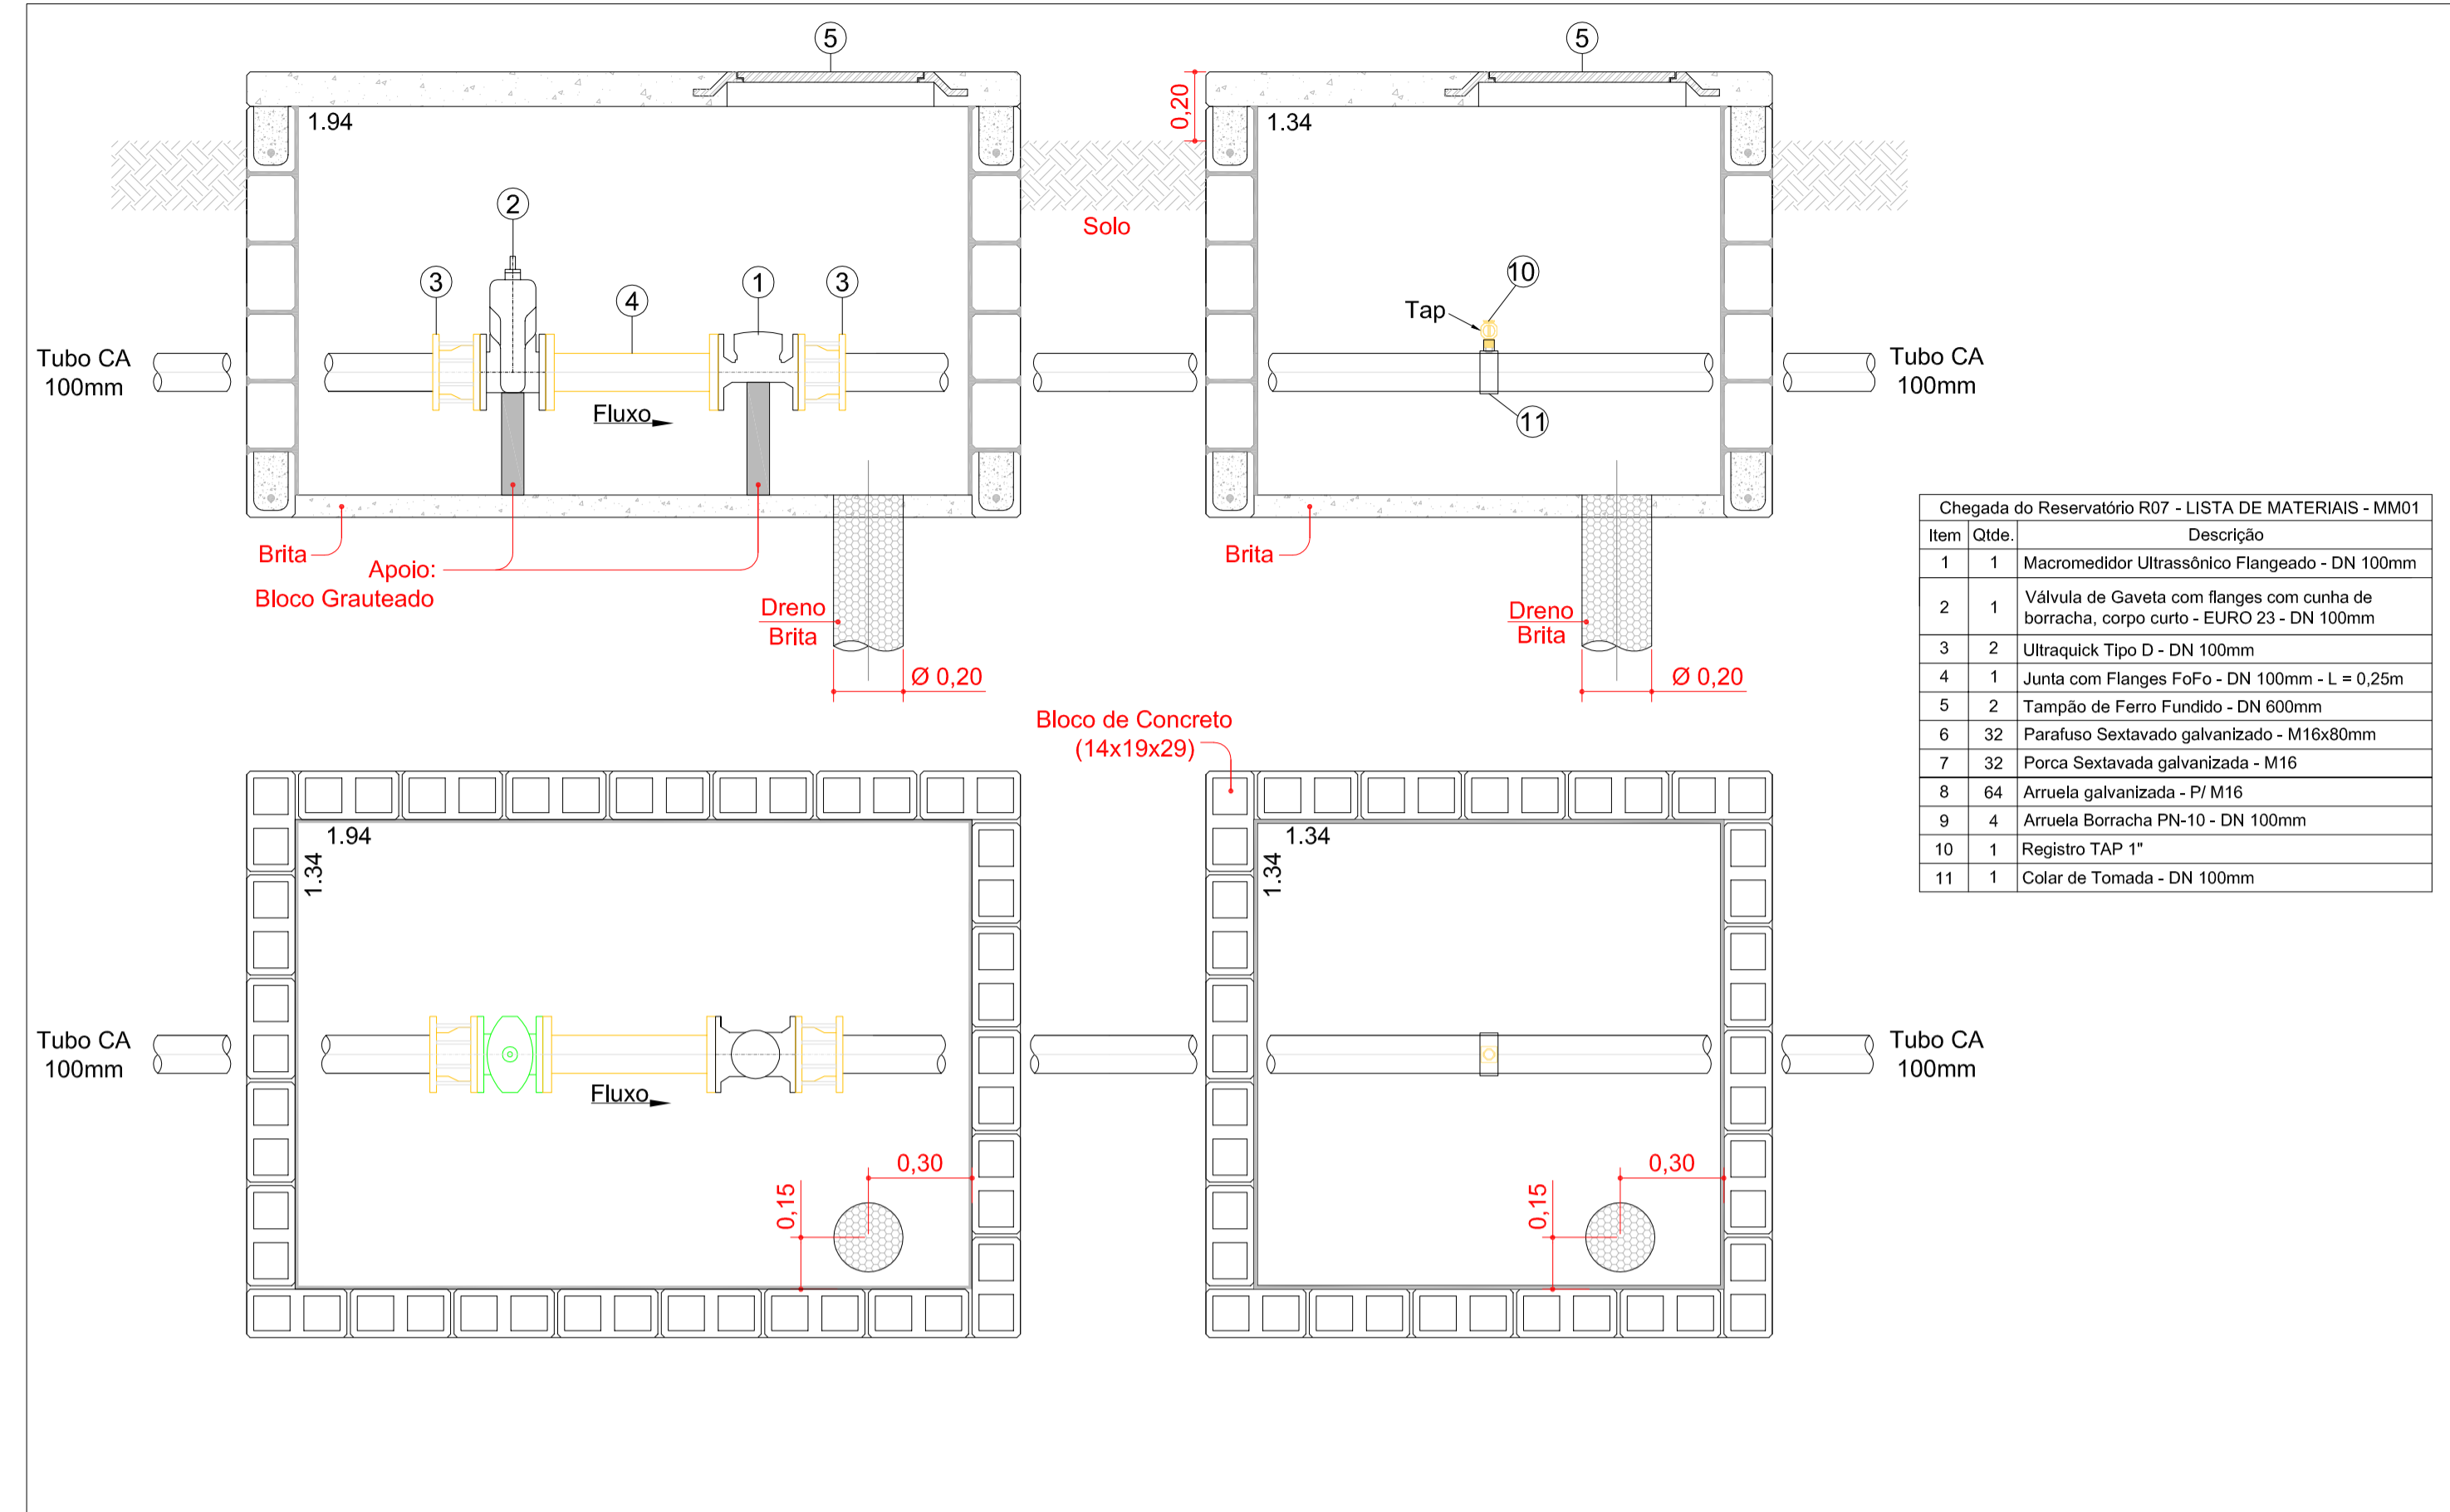 5
5
1.94
0,20
1.34
2
Solo
3
4
1
3
10
Tap
Tubo CA
100mm
Tubo CA
100mm
Fluxo
11
Brita
Apoio:
Bloco Grauteado
Brita
Dreno
Brita
Dreno
Brita
Ø 0,20
Ø 0,20
Chegada do Reservatório R07 - LISTA DE MATERIAIS - MM01
Item Qtde. Descrição
1 1 Macromedidor Ultrassônico Flangeado - DN 100mm
2 1 Válvula de Gaveta com flanges com cunha de
borracha, corpo curto - EURO 23 - DN 100mm
3 2 Ultraquick Tipo D - DN 100mm
4 1 Junta com Flanges FoFo - DN 100mm - L = 0,25m
5 2 Tampão de Ferro Fundido - DN 600mm
6 32 Parafuso Sextavado galvanizado - M16x80mm
7 32 Porca Sextavada galvanizada - M16
8 64 Arruela galvanizada - P/ M16
9 4 Arruela Borracha PN-10 - DN 100mm
10 1 Registro TAP 1"
11 1 Colar de Tomada - DN 100mm
Bloco de Concreto
(14x19x29)
1.94
1.34
1.34
1.34
Tubo CA
100mm
Tubo CA
100mm
Fluxo
0,30
0,15
0,30
0,15